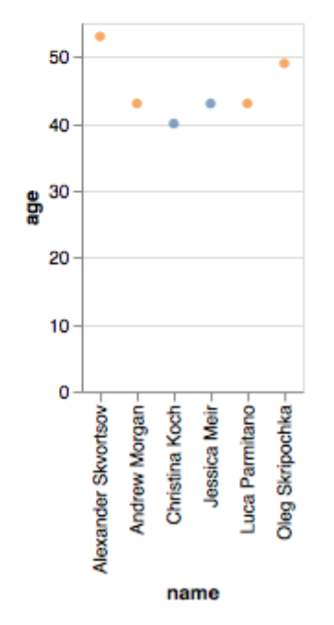 50
40
30
20
10
0
age
Alexander Skvortsov
Andrew Morgan
Christina Koch
Jessica Meir
Luca Parmitano
Oleg Skripochka
name